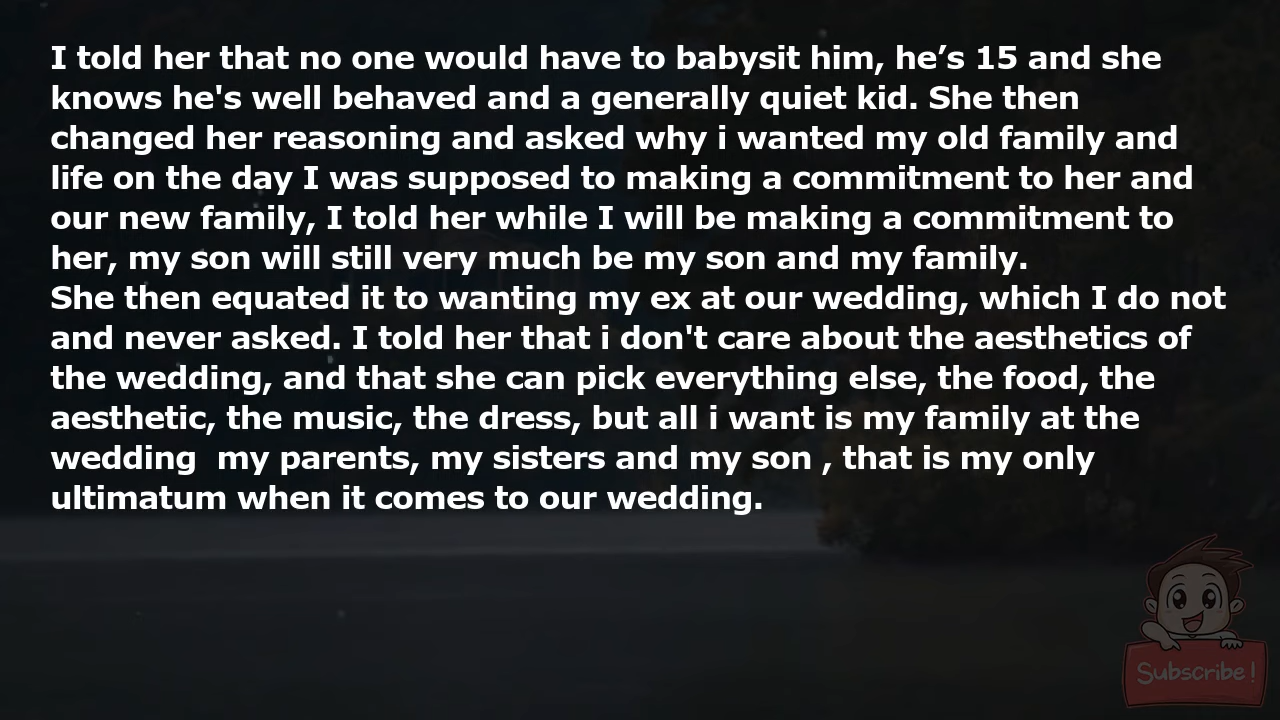 I told her that no one would have to babysit him, he’s 15 and she
knows he's well behaved and a generally quiet kid. She then
changed her reasoning and asked why i wanted my old family and
life on the day I was supposed to making a commitment to her and
our new family, I told her while I will be making a commitment to
her, my son will still very much be my son and my family.
She then equated it to wanting my ex at our wedding, which I do not
and never asked. I told her that i don't care about the aesthetics of
the wedding, and that she can pick everything else, the food, the
aesthetic, the music, the dress, but all i want is my family at the
wedding  my parents, my sisters and my son , that is my only
ultimatum when it comes to our wedding.
Subscribe!